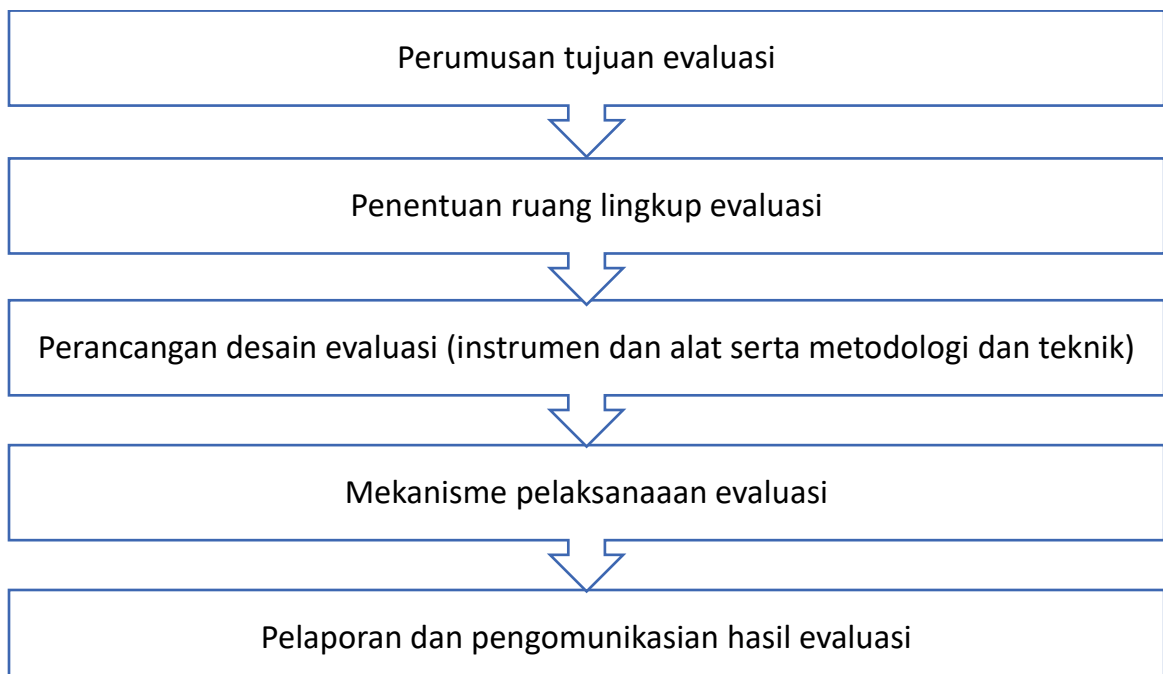 Perumusan tujuan evaluasi
Penentuan ruang lingkup evaluasi
Perancangan desain evaluasi (instrumen dan alat serta metodologi dan teknik)
Mekanisme pelaksanaaan evaluasi
Pelaporan dan pengomunikasian hasil evaluasi